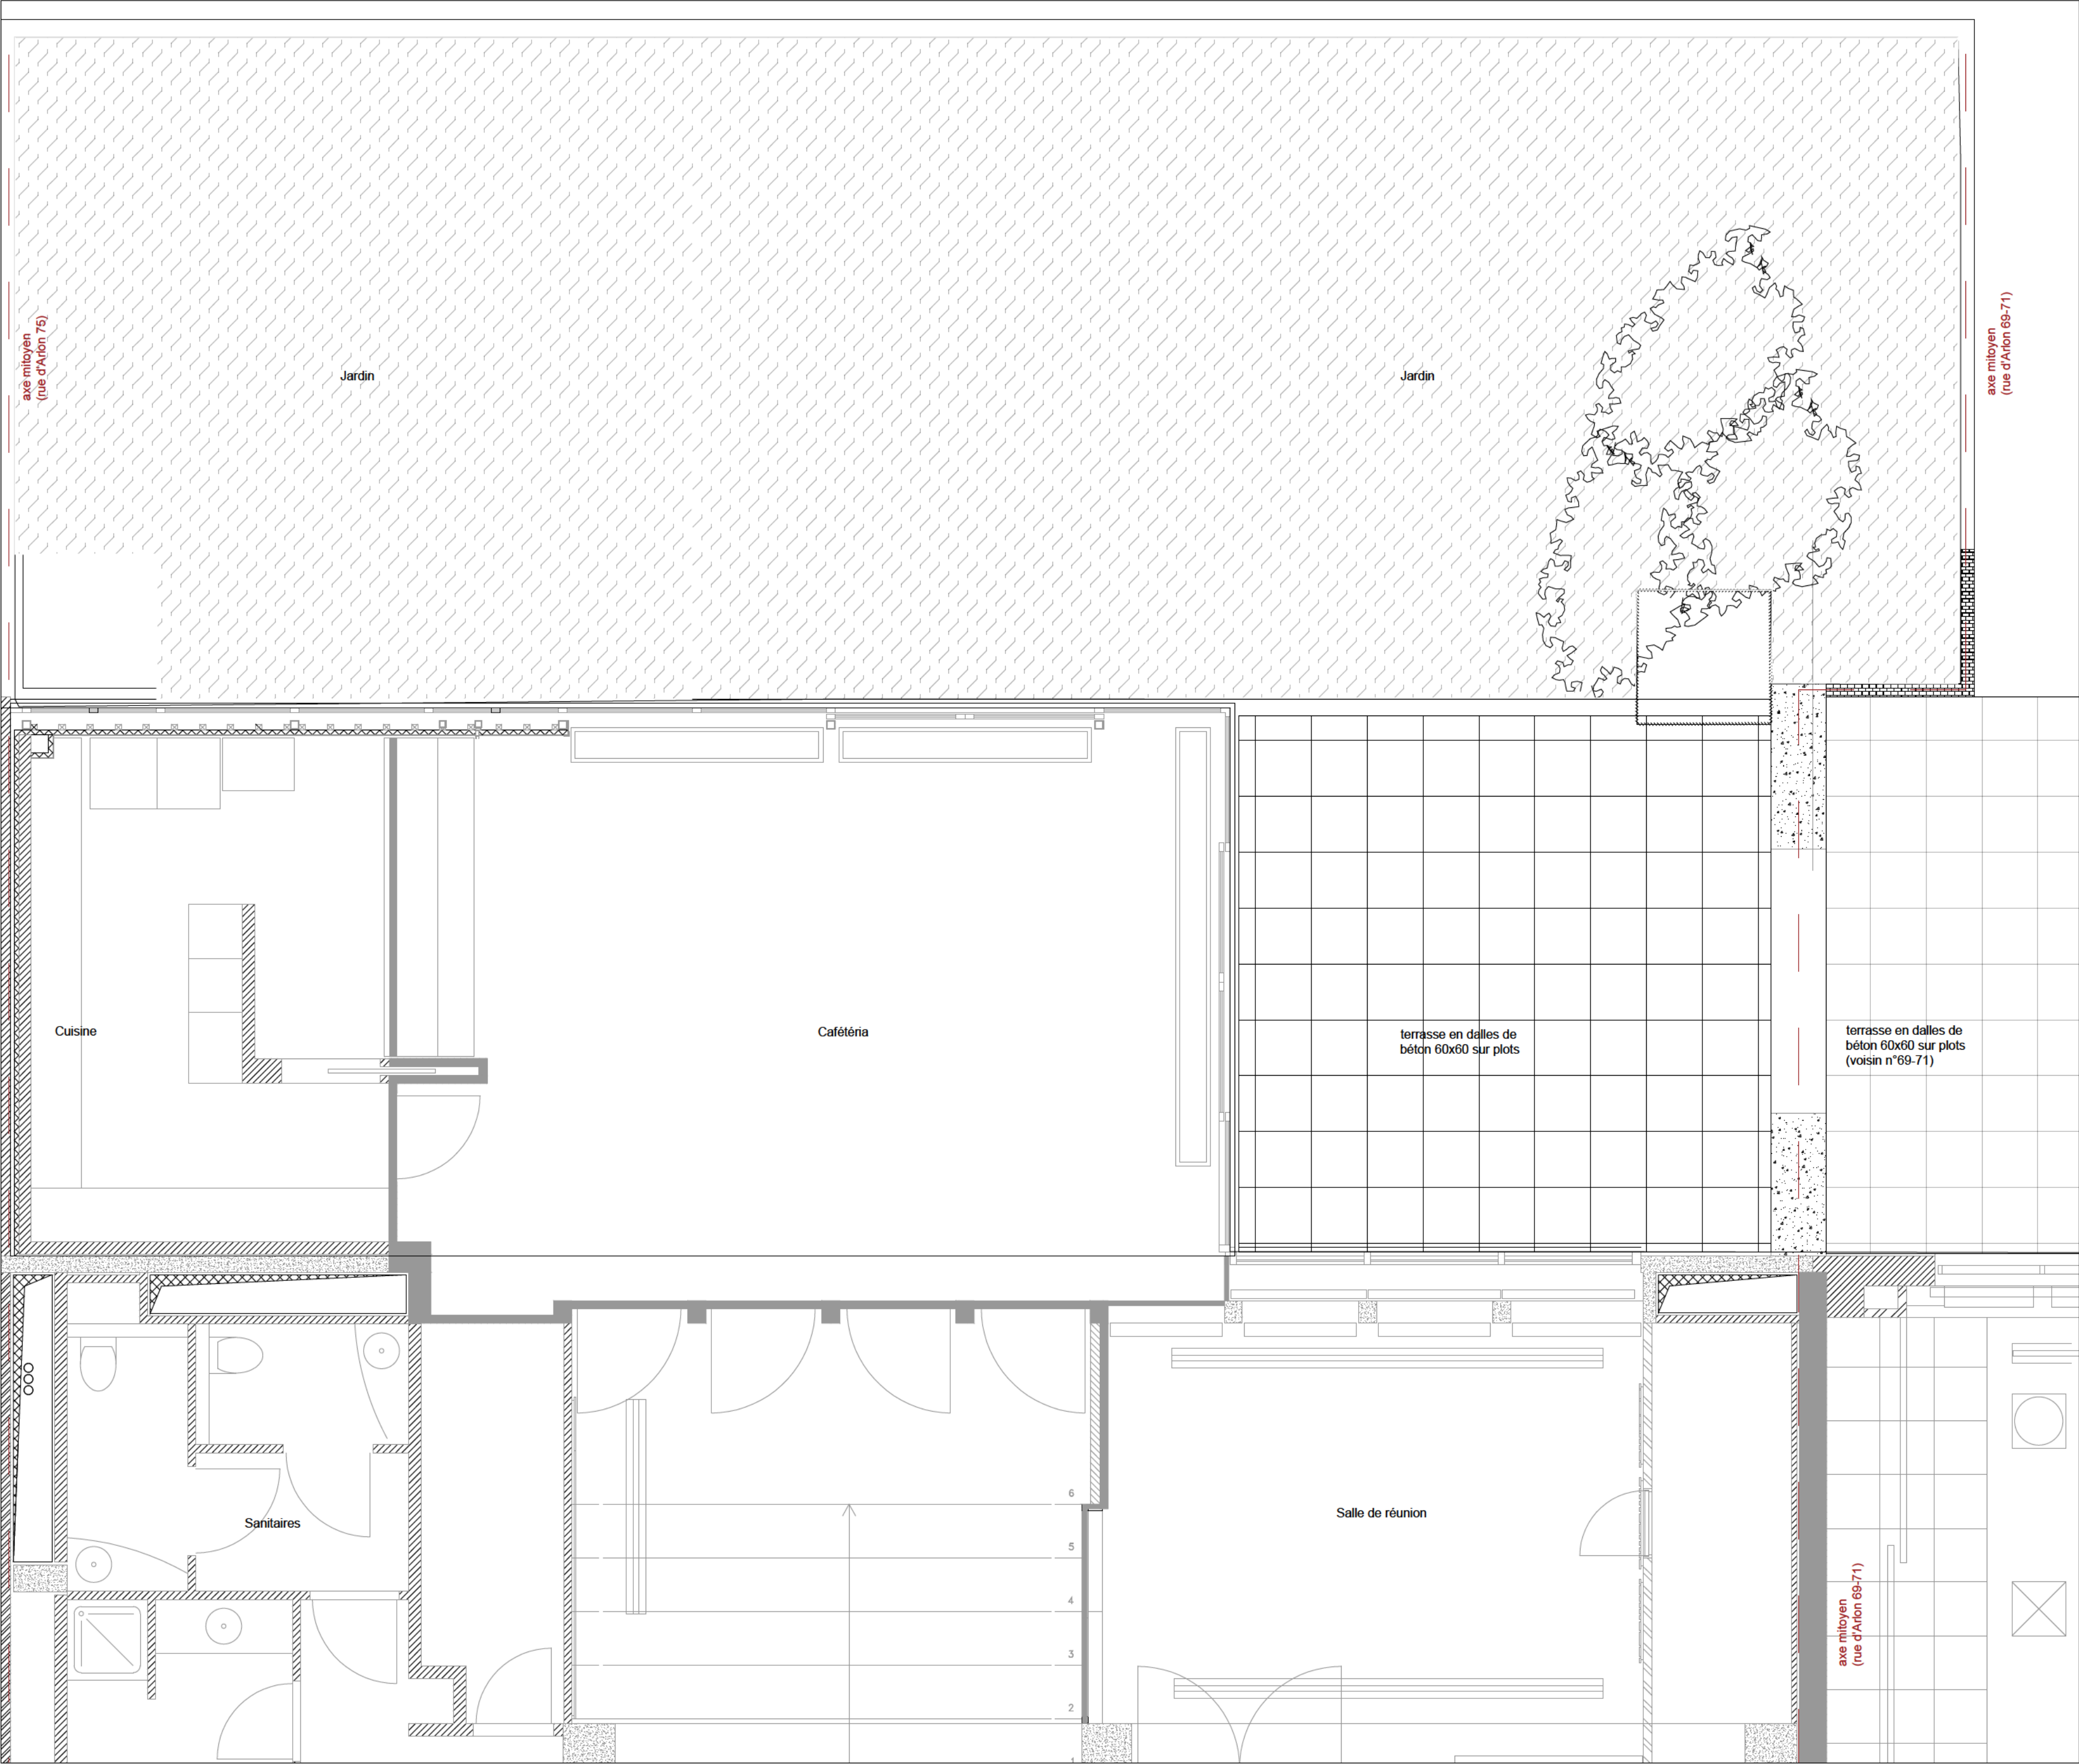 axe mitoyen
(rue d'Arlon 75)
Jardin
Jardin
axe mitoyen
(rue d'Arlon 69-71)
Cuisine
Cafétéria
terrasse en dalles de
béton 60x60 sur plots
terrasse en dalles de
béton 60x60 sur plots
(voisin n°69-71)
Sanitaires
6
5
4
3
2
1
Salle de réunion
axe mitoyen
(rue d'Arlon 69-71)